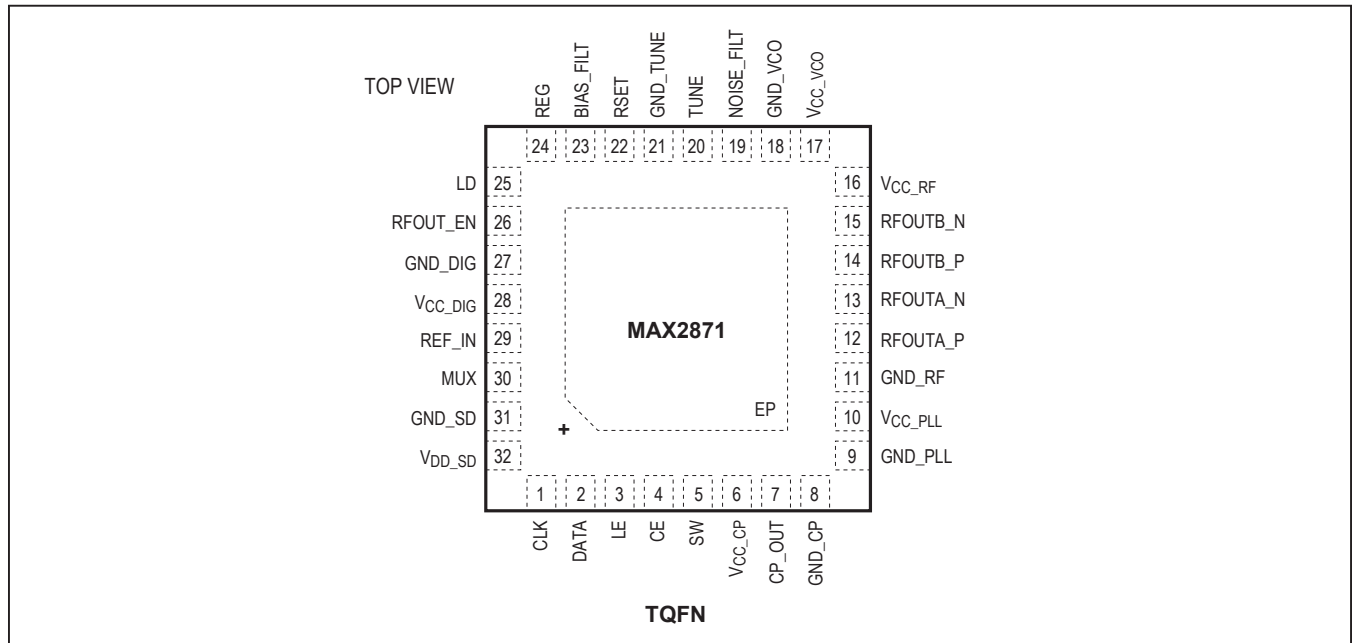 TOP VIEW
REG
BIAS_FILT
RSET
GND_TUNE
TUNE
NOISE_FILT
GND_VCO
VCC_VCO
24 23 22 21 20 19 18 17
LD 25
RFOUT_EN 26
GND_DIG 27
VCC_DIG 28
REF_IN 29
MUX 30
GND_SD 31
VDD_SD 32
16 VCC_RF
15 RFOUTB_N
14 RFOUTB_P
13 RFOUTA_N
12 RFOUTA_P
11 GND_RF
10 VCC_PLL
9 GND_PLL
MAX2871
EP
+
1 2 3 4 5 6 7 8
CLK
DATA
LE
CE
SW
VCC_CP
CP_OUT
GND_CP
TQFN